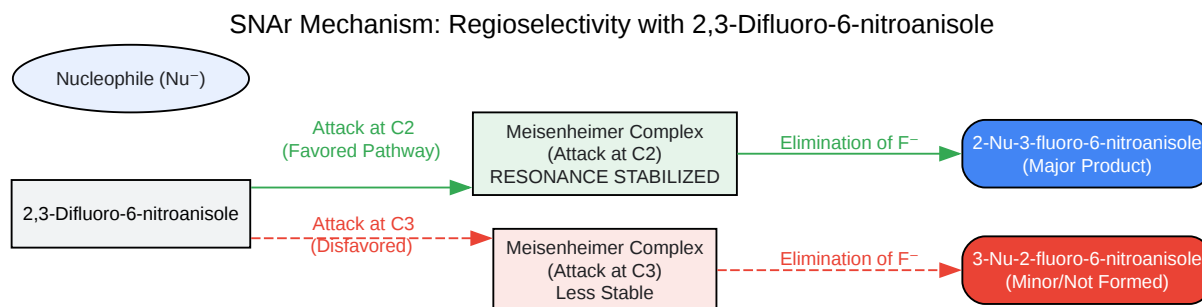 SNAr Mechanism: Regioselectivity with 2,3-Difluoro-6-nitroanisole
Nucleophile (Nu⁻)
2,3-Difluoro-6-nitroanisole
Attack at C2
(Favored Pathway)
Meisenheimer Complex
(Attack at C2)
RESONANCE STABILIZED
Elimination of F⁻
2-Nu-3-fluoro-6-nitroanisole
(Major Product)
Attack at C3
(Disfavored)
Meisenheimer Complex
(Attack at C3)
Less Stable
Elimination of F⁻
3-Nu-2-fluoro-6-nitroanisole
(Minor/Not Formed)